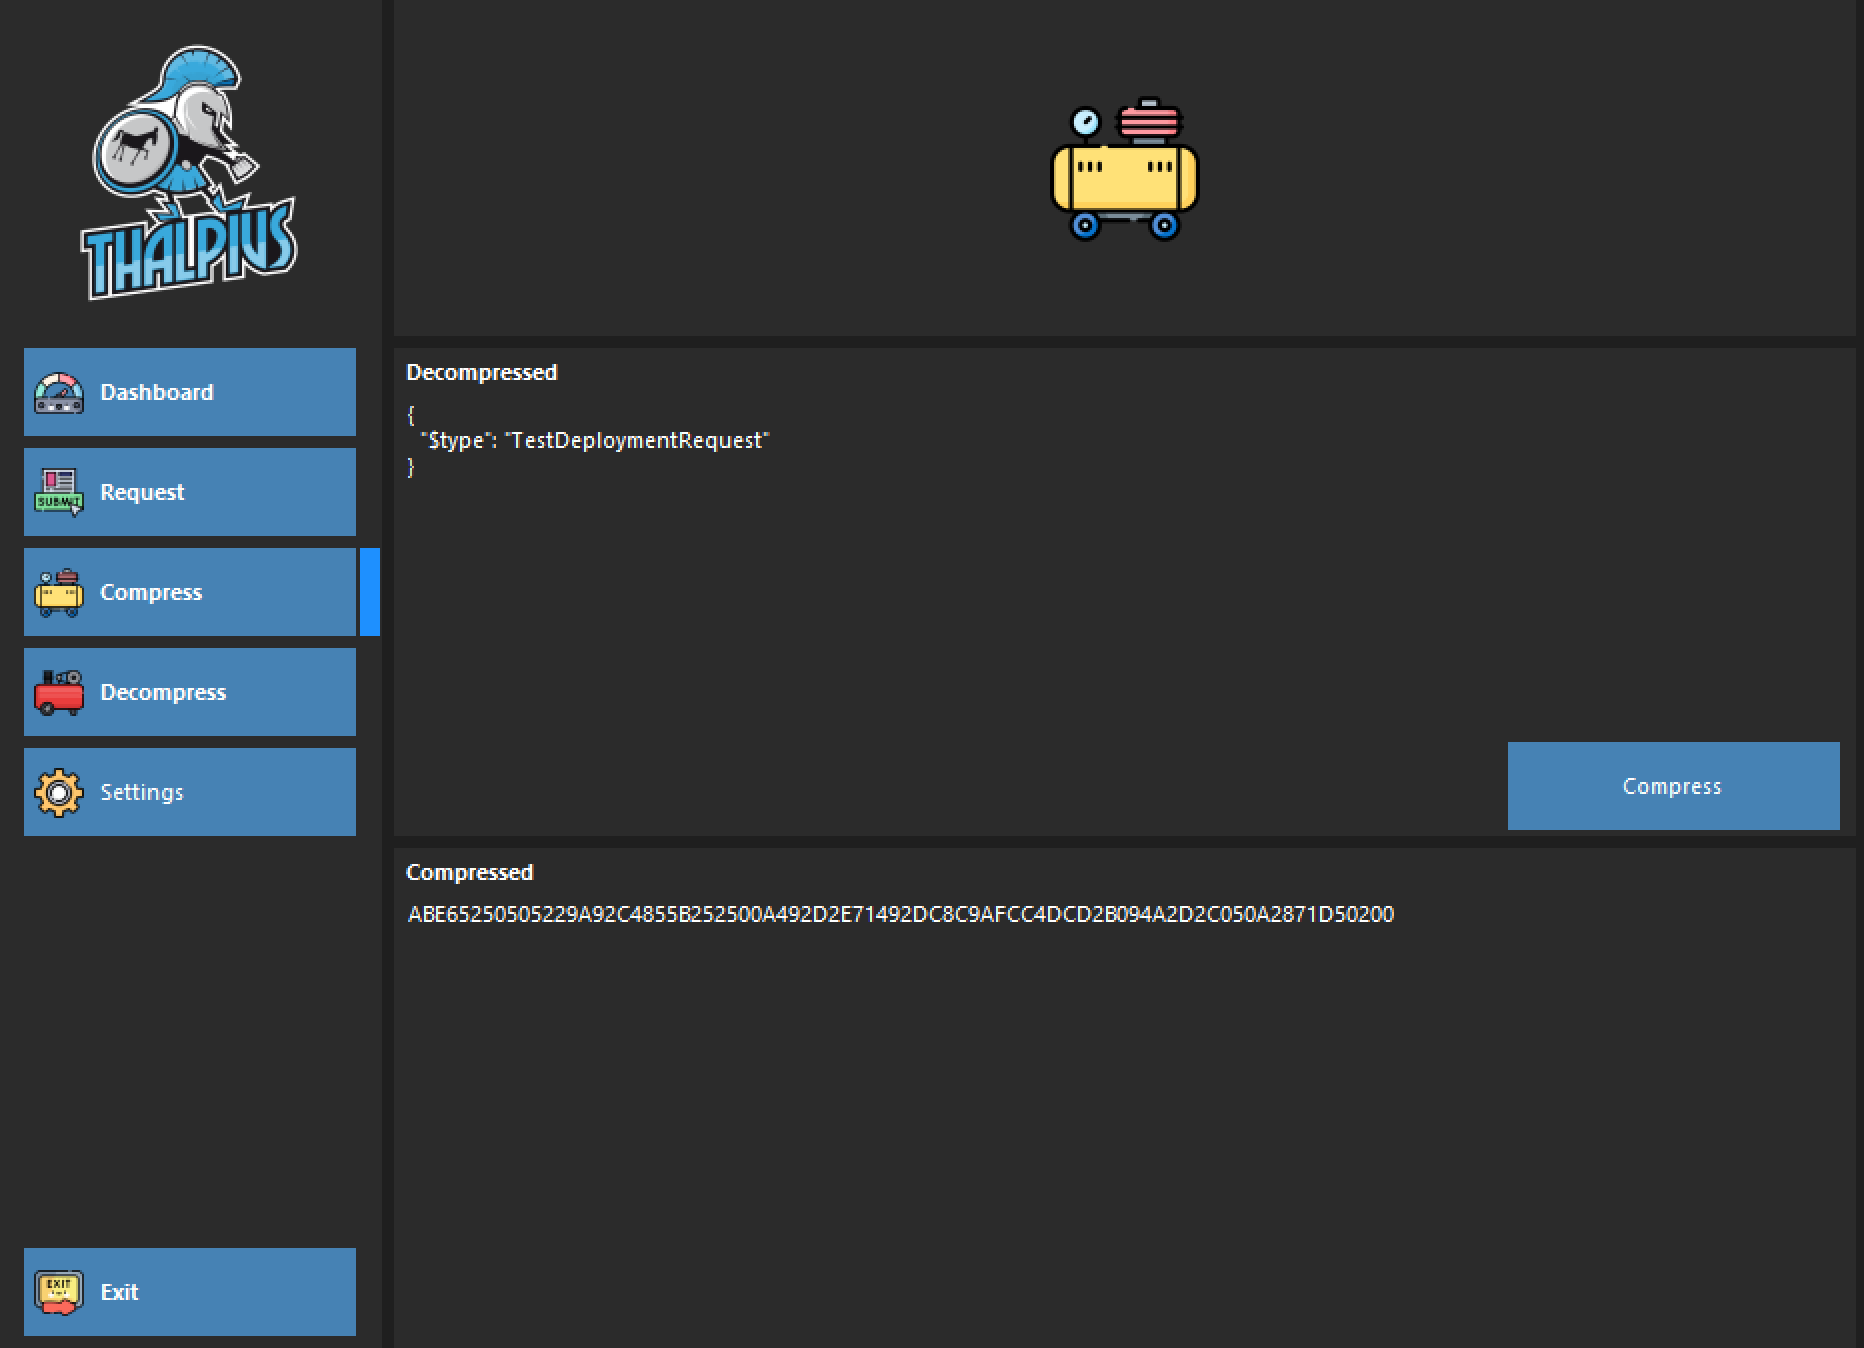 THALPIUS
Dashboard
SUBMIT
Request
Compress
Decompress
Settings
EXIT
Exit
Decompressed
{
"$type": "TestDeploymentRequest"
}
Compress
Compressed
ABE65250505229A92C4855B252500A492D2E71492DC8C9AFCC4DCD2B094A2D2C050A2871D50200